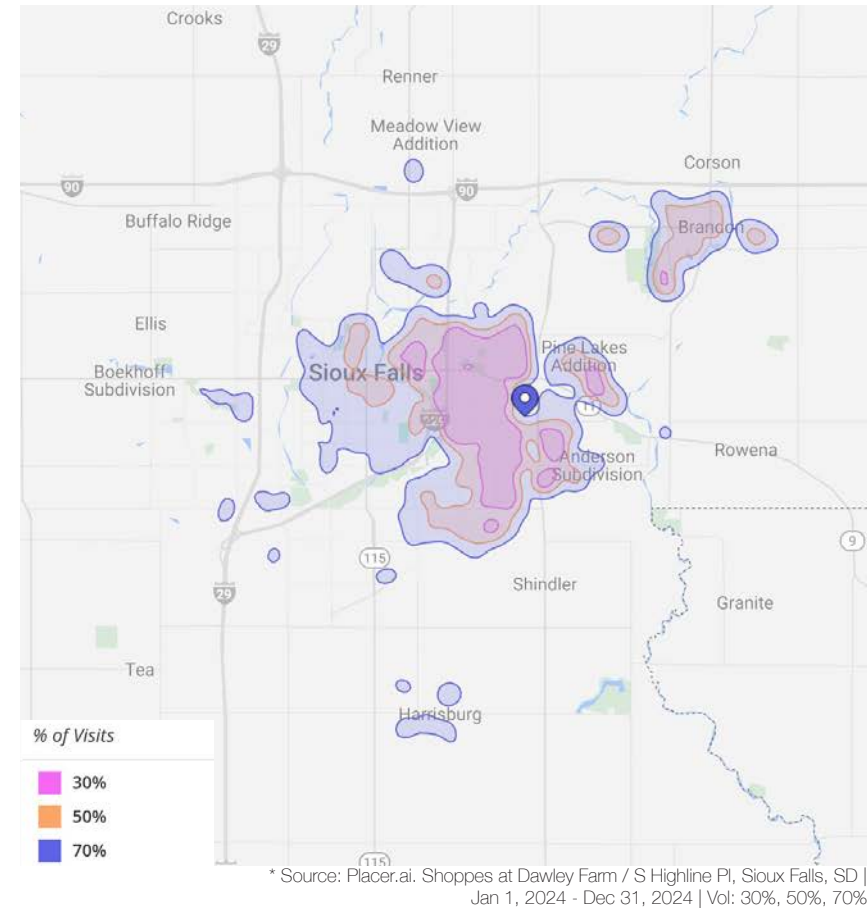 Crooks
29
Renner
Meadow View
Addition
Corson
90
90
Buffalo Ridge
Brandon
Ellis
Pine Lakes
Addition
Boekhoff
Subdivision
Sioux Falls
11
229
Anderson
Subdivision
Rowena
9
115
Shindler
29
Granite
Tea
Harrisburg
% of Visits
30%
50%
70%
115
* Source: Placer.ai. Shoppes at Dawley Farm / S Highline Pl, Sioux Falls, SD |
Jan 1, 2024 - Dec 31, 2024 | Vol: 30%, 50%, 70%